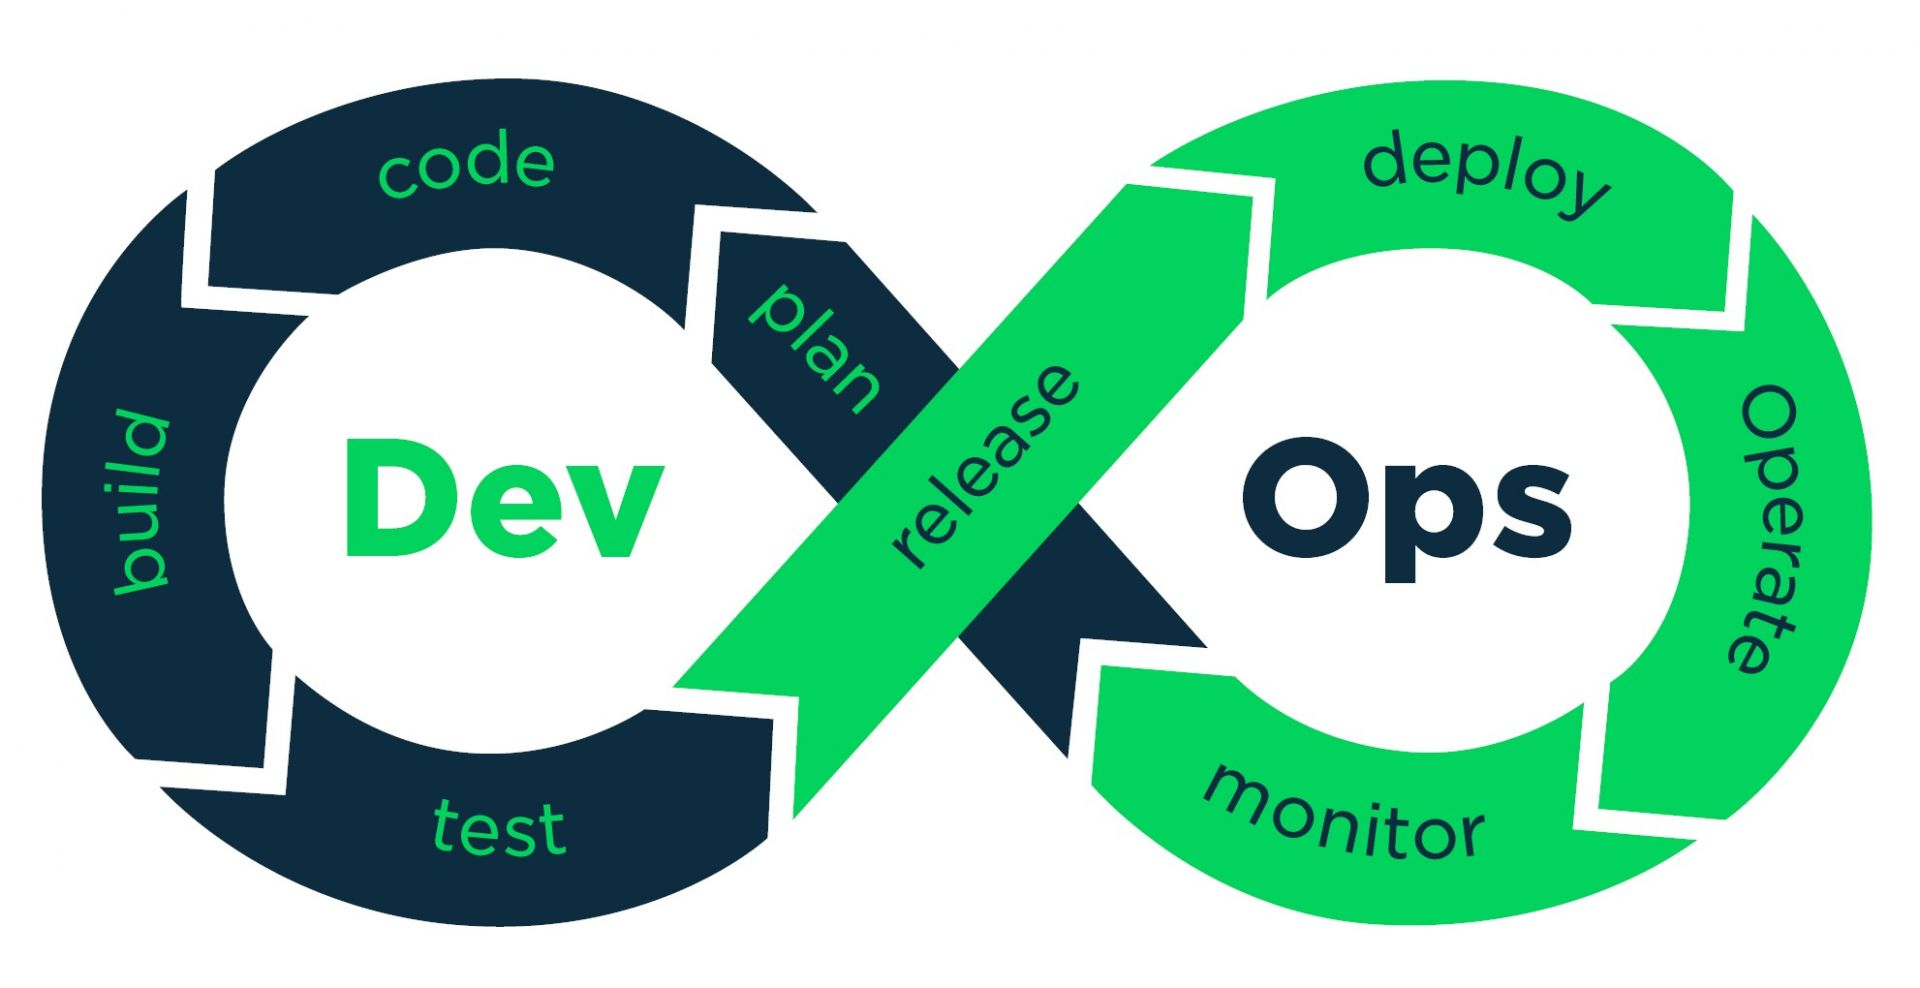 Dev
Ops
plan
code
build
test
release
deploy
Operate
monitor